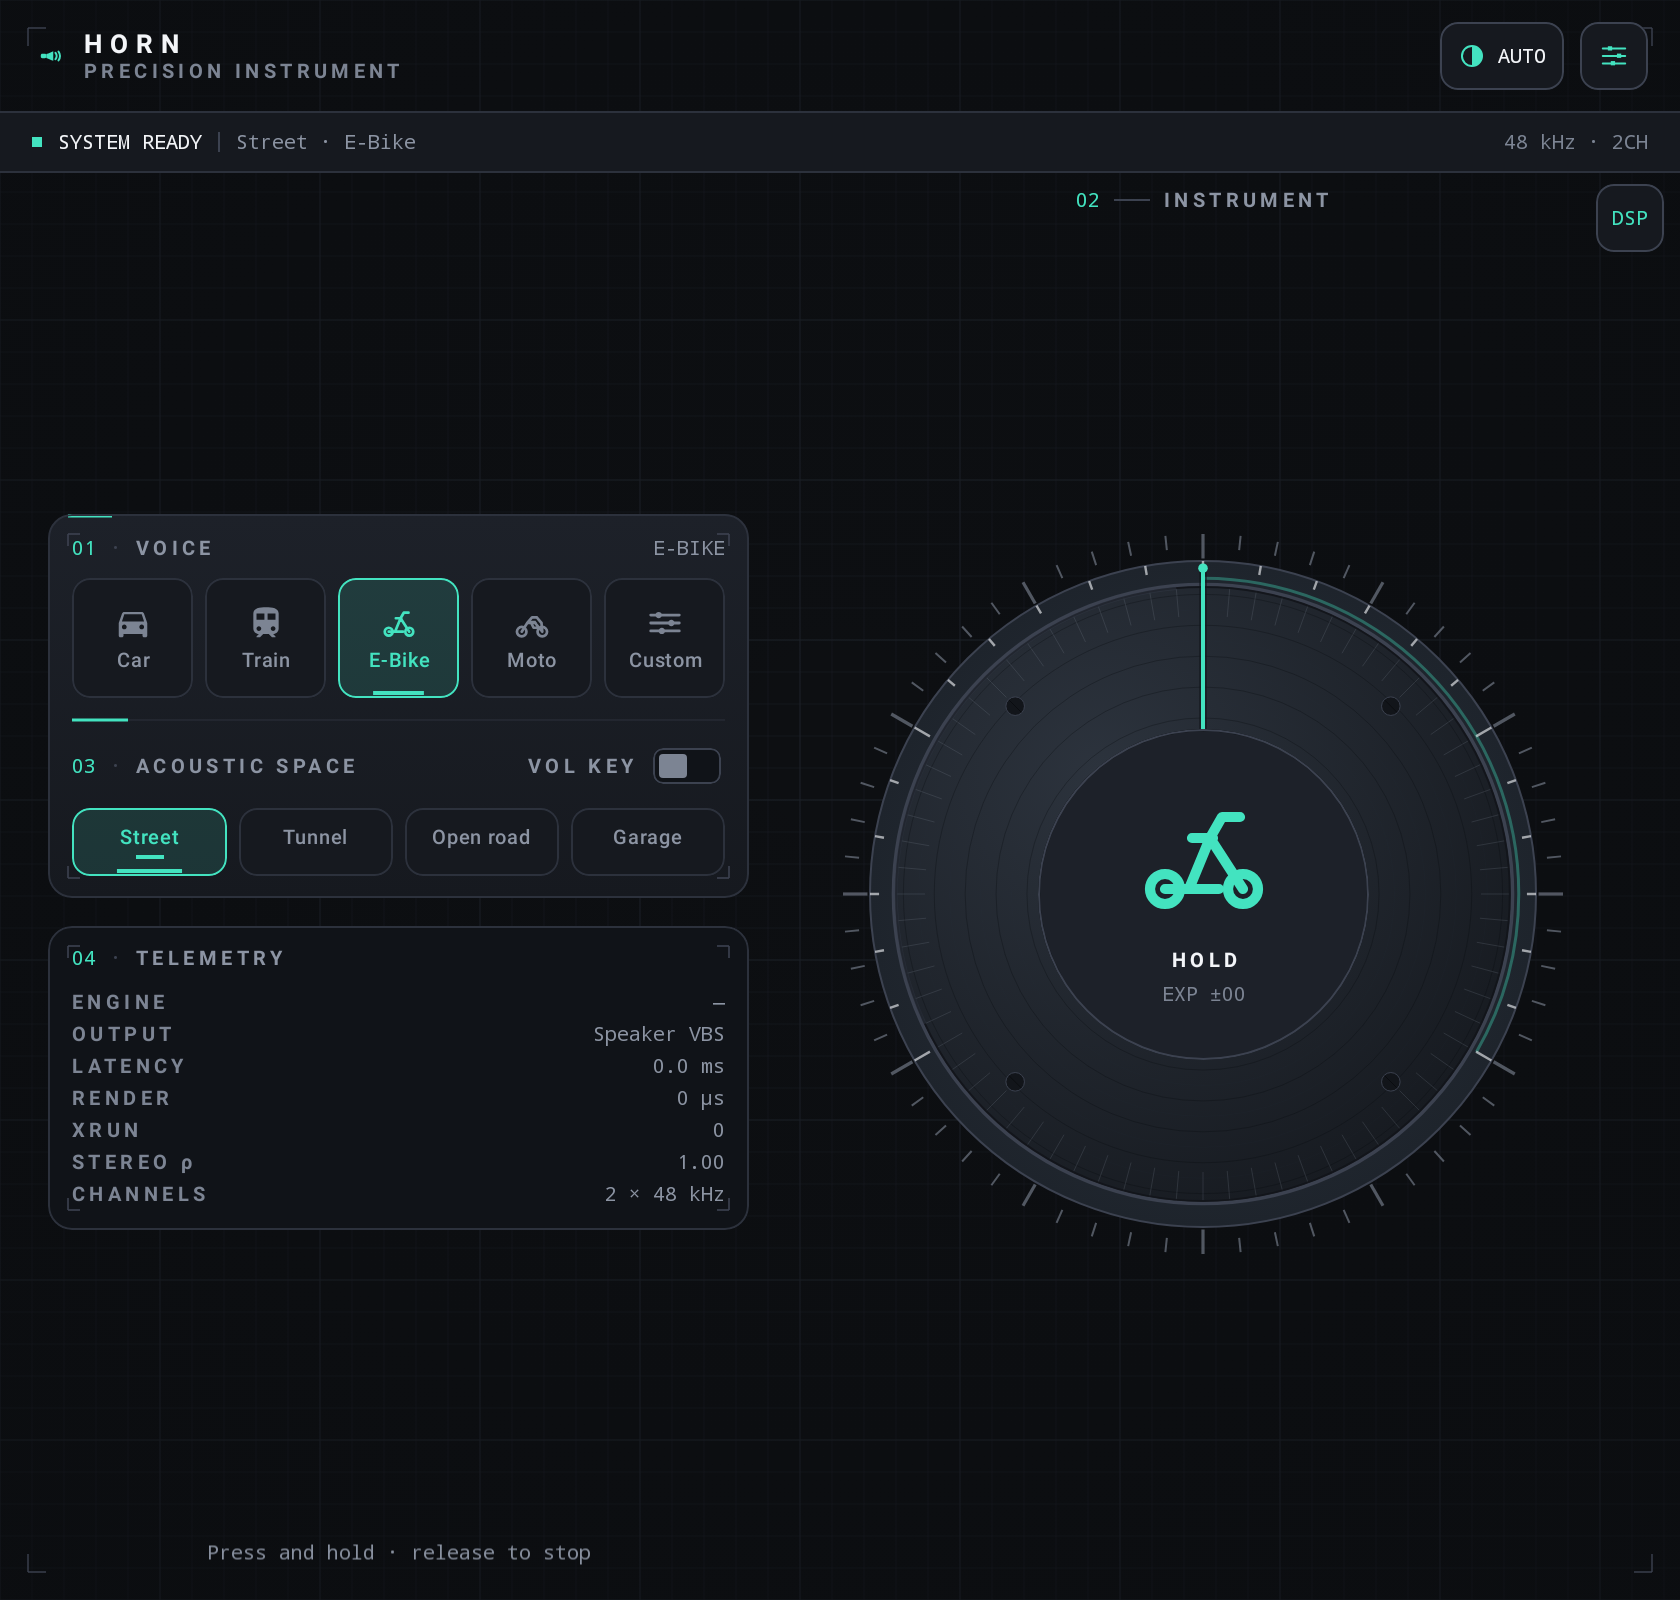 HORN
PRECISION INSTRUMENT
AUTO
SYSTEM READY
Street · E-Bike
48 kHz · 2CH
02 — INSTRUMENT
DSP
01 · VOICE
E-BIKE
Car
Train
E-Bike
Moto
Custom
03 · ACOUSTIC SPACE
VOL KEY
Street
Tunnel
Open road
Garage
04 · TELEMETRY
ENGINE —
OUTPUT Speaker VBS
LATENCY 0.0 ms
RENDER 0 µs
XRUN 0
STEREO ρ 1.00
CHANNELS 2 × 48 kHz
HOLD
EXP ±00
Press and hold · release to stop